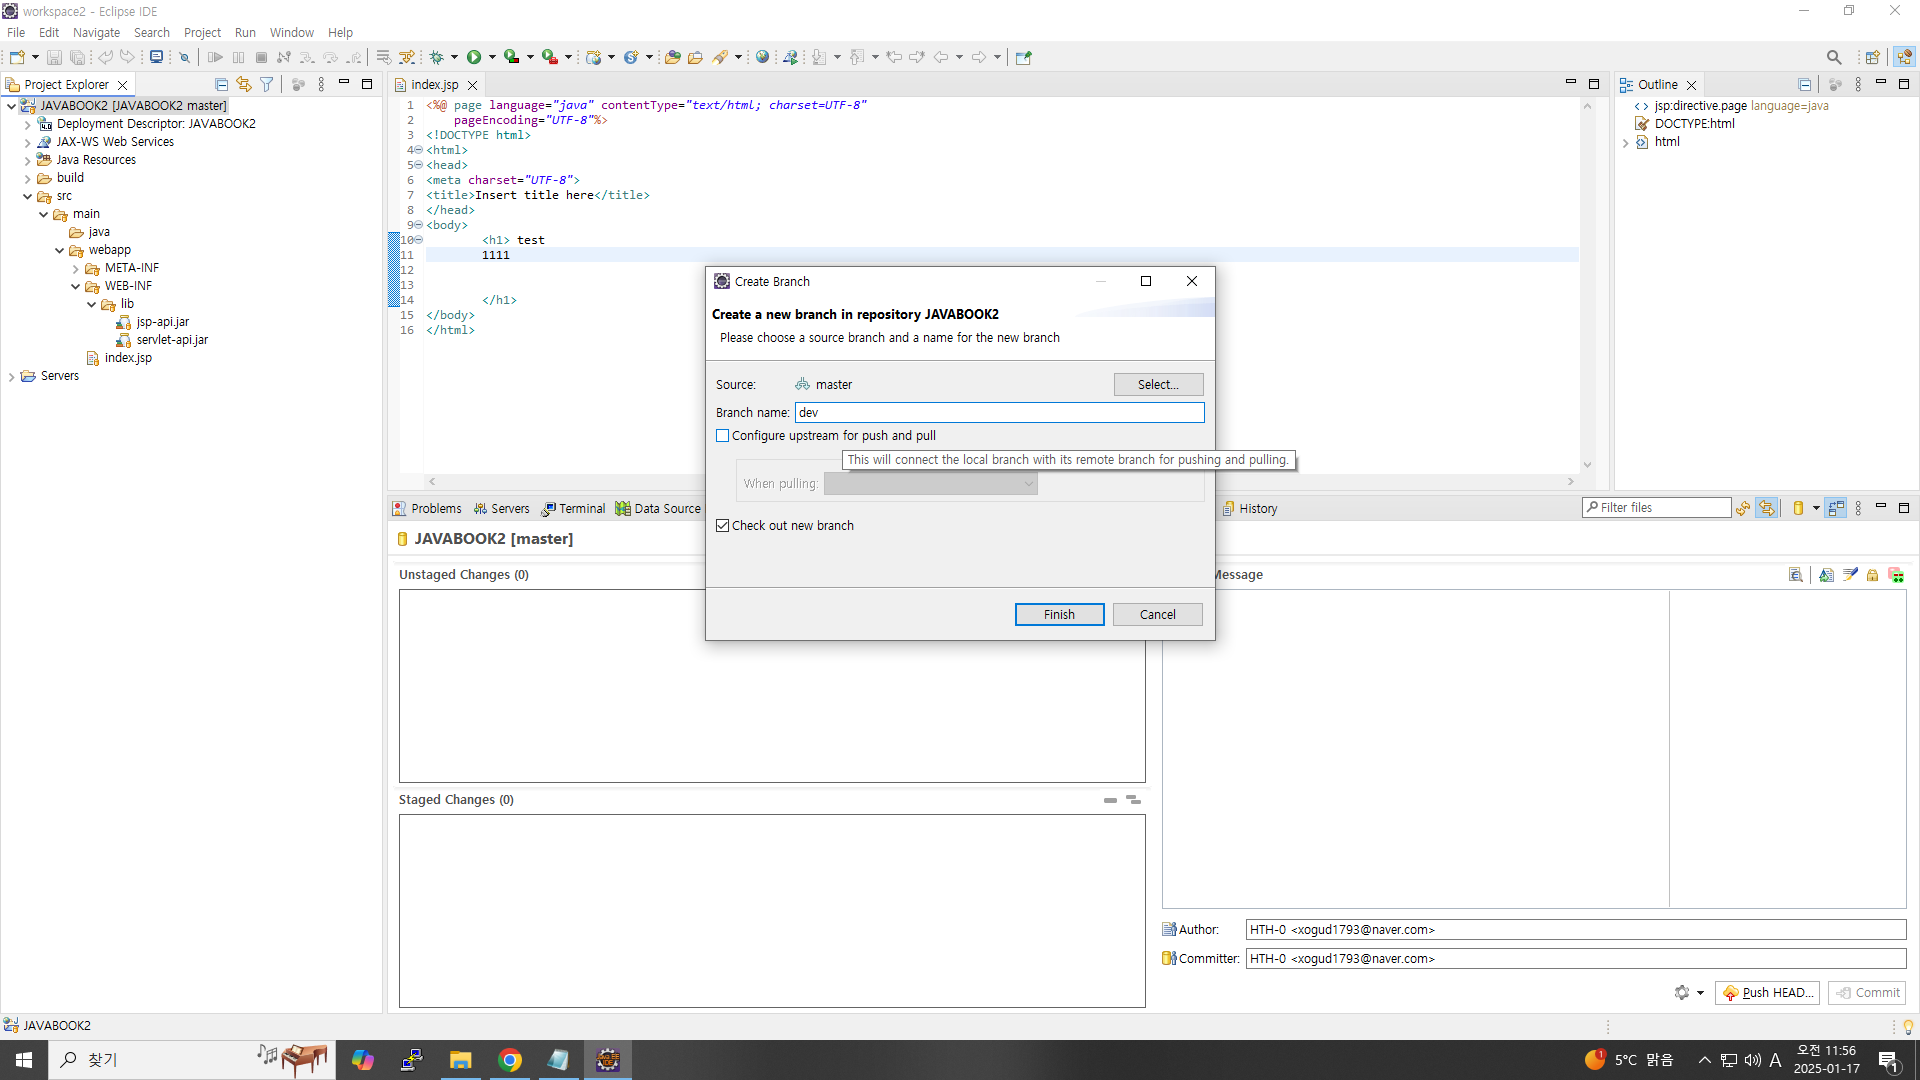 workspace2 - Eclipse IDE
File Edit Navigate Search Project Run Window Help
Project Explorer
JAVABOOK2 [JAVABOOK2 master]
Deployment Descriptor: JAVABOOK2
JAX-WS Web Services
Java Resources
build
src
main
java
webapp
META-INF
WEB-INF
lib
jsp-api.jar
servlet-api.jar
index.jsp
Servers
index.jsp
1 <%@ page language="java" contentType="text/html; charset=UTF-8"
2 pageEncoding="UTF-8"%>
3 <!DOCTYPE html>
4 <html>
5 <head>
6 <meta charset="UTF-8">
7 <title>Insert title here</title>
8 </head>
9 <body>
10 <h1> test
11 1111
12
13
14 </h1>
15 </body>
16 </html>
Outline
jsp:directive.page language=java
DOCTYPE:html
html
Create Branch
Create a new branch in repository JAVABOOK2
Please choose a source branch and a name for the new branch
Source: master Select...
Branch name: dev
Configure upstream for push and pull
This will connect the local branch with its remote branch for pushing and pulling.
When pulling:
Check out new branch
Finish Cancel
Problems Servers Terminal Data Source History Filter files
JAVABOOK2 [master]
Unstaged Changes (0)
Message
Staged Changes (0)
Author: HTH-0 <xogud1793@naver.com>
Committer: HTH-0 <xogud1793@naver.com>
Push HEAD... Commit
JAVABOOK2
찾기
1 5°C 맑음 A 오전 11:56
2025-01-17 1